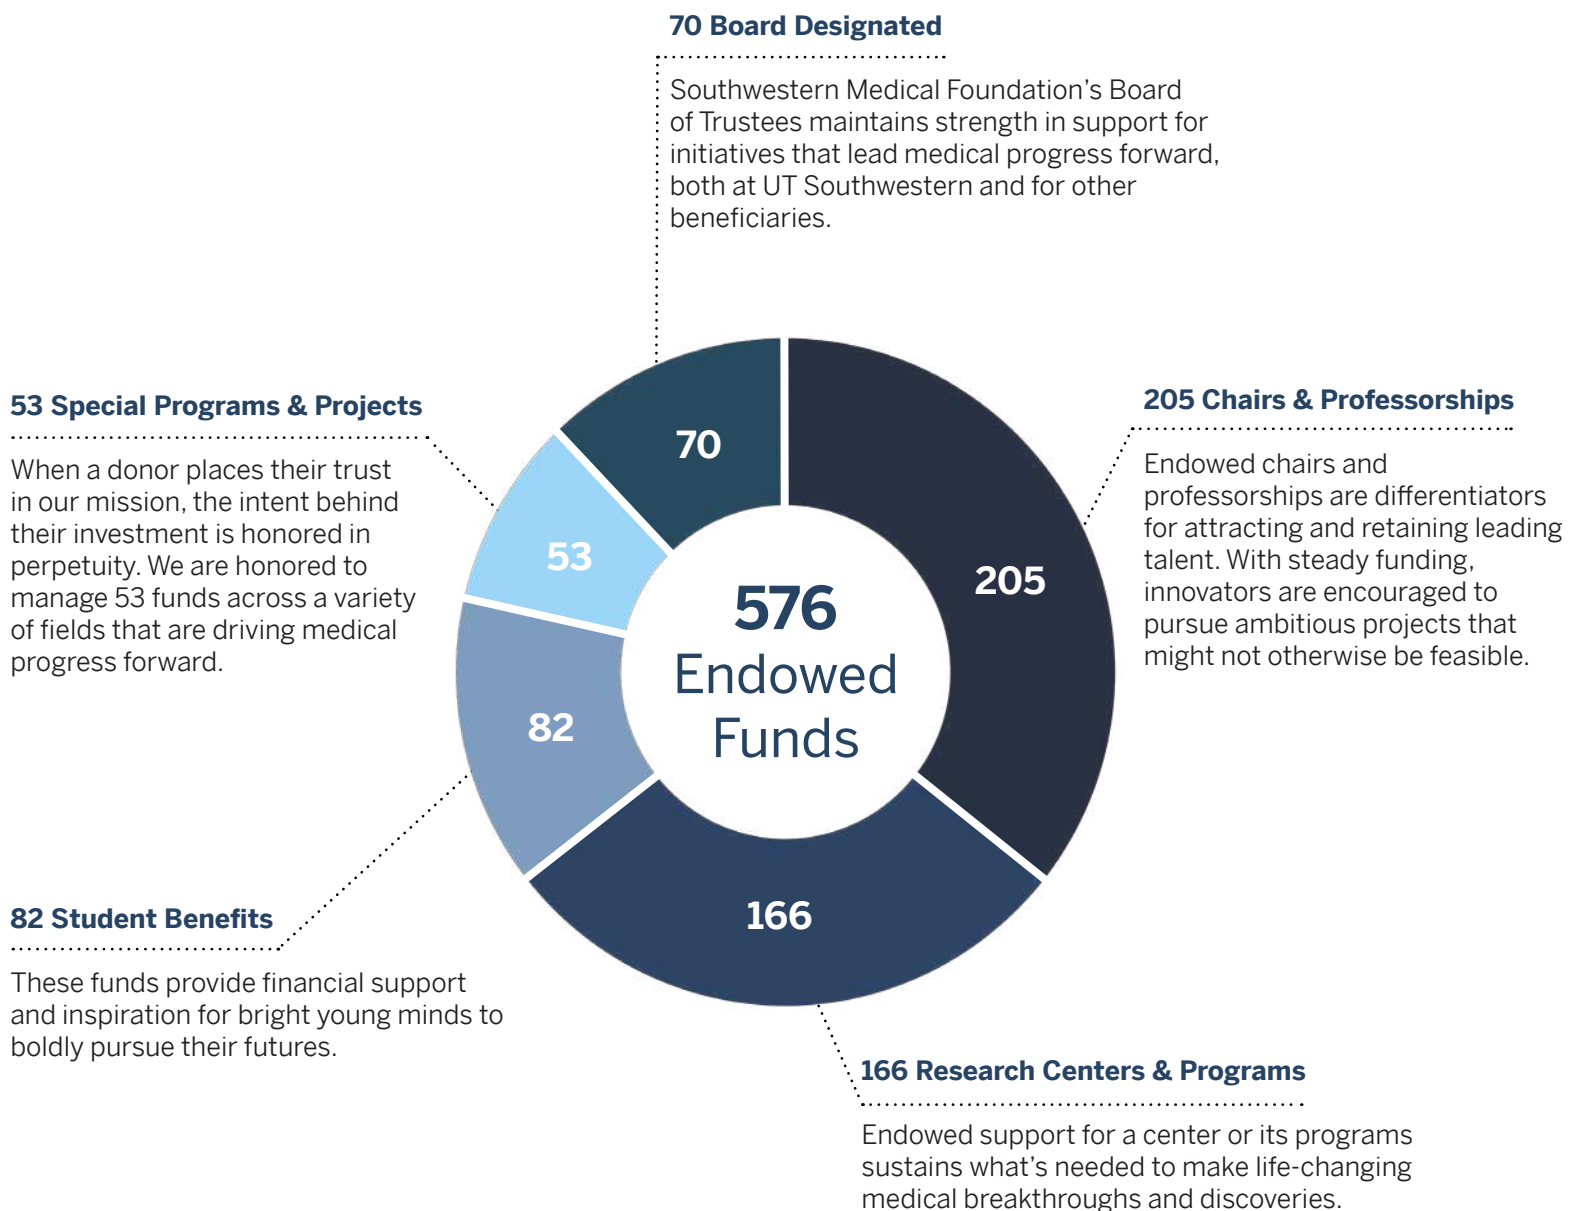 70 Board Designated
Southwestern Medical Foundation’s Board
of Trustees maintains strength in support for
initiatives that lead medical progress forward,
both at UT Southwestern and for other
beneficiaries.
53 Special Programs & Projects
When a donor places their trust
in our mission, the intent behind
their investment is honored in
perpetuity. We are honored to
manage 53 funds across a variety
of fields that are driving medical
progress forward.
205 Chairs & Professorships
Endowed chairs and
professorships are differentiators
for attracting and retaining leading
talent. With steady funding,
innovators are encouraged to
pursue ambitious projects that
might not otherwise be feasible.
70
53
205
82
166
576
Endowed
Funds
82 Student Benefits
These funds provide financial support
and inspiration for bright young minds to
boldly pursue their futures.
166 Research Centers & Programs
Endowed support for a center or its programs
sustains what’s needed to make life-changing
medical breakthroughs and discoveries.